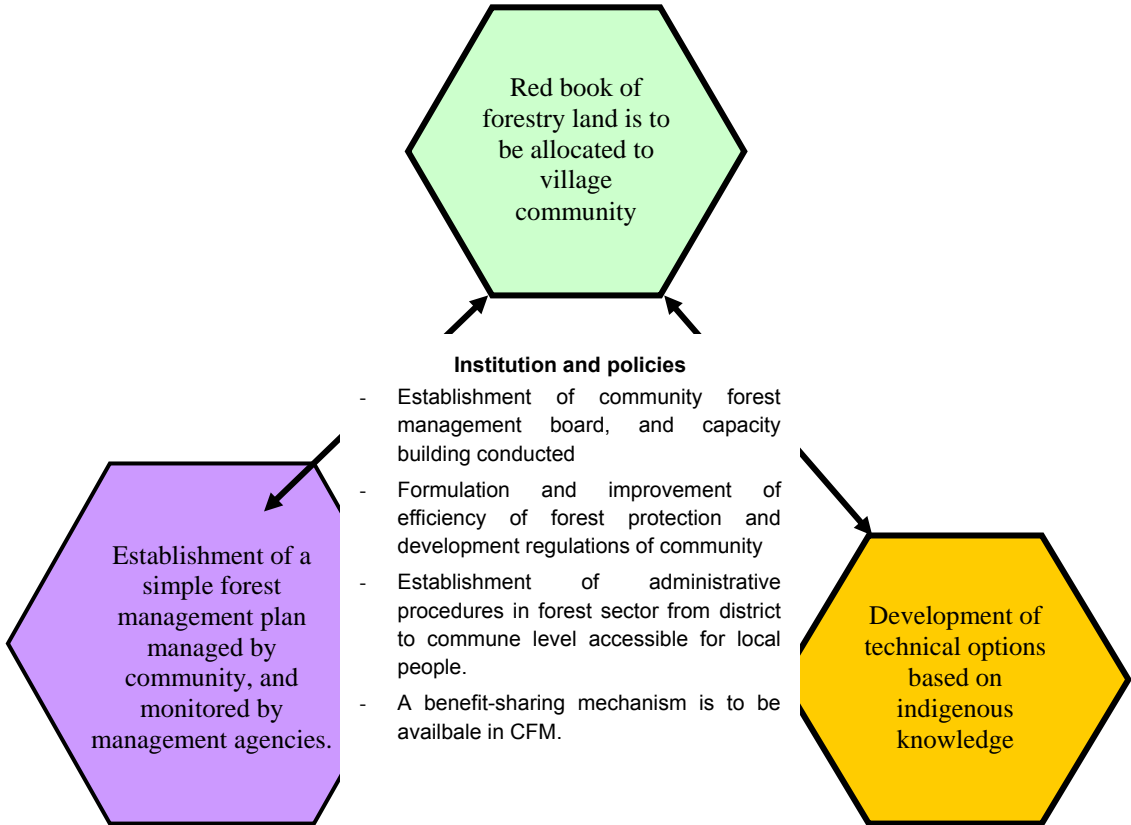 Red book of
forestry land is to
be allocated to
village
community
Institution and policies
- Establishment of community forest
management board, and capacity
building conducted
- Formulation and improvement of
efficiency of forest protection and
development regulations of community
- Establishment of administrative
procedures in forest sector from district
to commune level accessible for local
people.
- A benefit-sharing mechanism is to be
availbale in CFM.
Establishment of a
simple forest
management plan
managed by
community, and
monitored by
management agencies.
Development of
technical options
based on
indigenous
knowledge